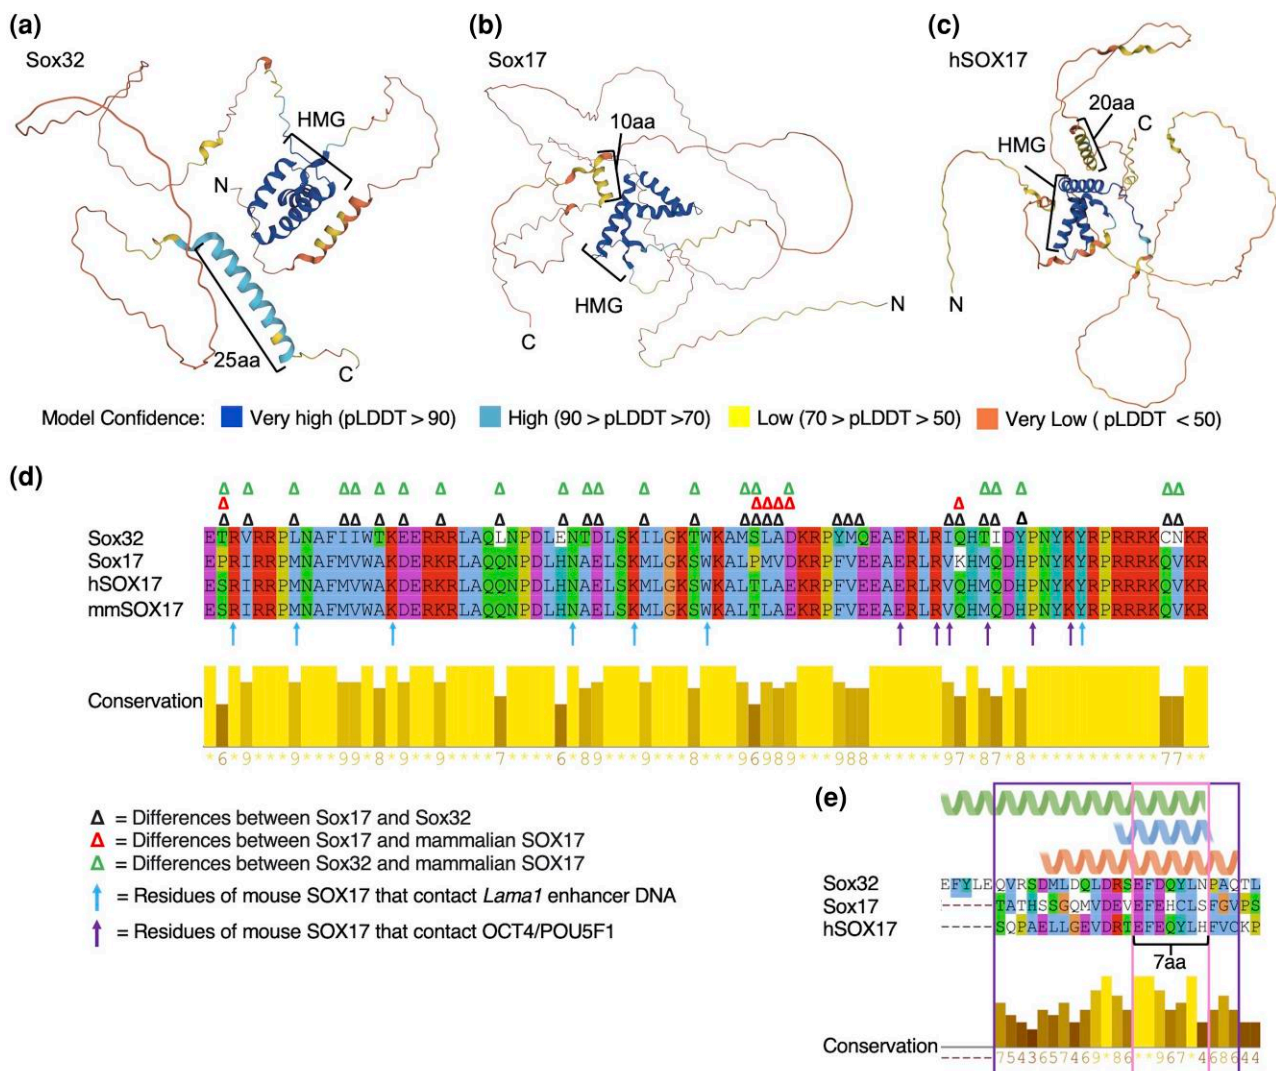 (a)
Sox32
HMG
N
25aa
C
(b)
Sox17
10aa
HMG
N
C
(c)
hSOX17
20aa
C
HMG
N
Model Confidence: Very high (pLDDT > 90) High (90 > pLDDT >70) Low (70 > pLDDT > 50) Very Low ( pLDDT < 50)
(d)
Δ Δ Δ Δ Δ Δ Δ Δ Δ Δ Δ Δ Δ Δ Δ Δ Δ Δ Δ Δ Δ Δ
Δ Δ Δ Δ Δ Δ
Δ Δ Δ Δ Δ Δ Δ Δ Δ Δ Δ Δ Δ Δ Δ Δ Δ Δ Δ Δ Δ Δ Δ Δ Δ Δ Δ Δ
Sox32 ETRVRRPLNAFIIWTKEERRRLAQLNPDLENTDLSKILGKTWKAMSLADKRPYMQEAERLRIQHTIDYPNYKYRPRRRKCNKR
Sox17 EPRIRRPMNAFMVWAKDERKRLAQQNPDLHNAELSKMLGKSWKALPMVDKRPFVEEAERLRVKHMQDHPNYKYRPRRRKQVKR
hSOX17 ESRIRRPMNAFMVWAKDERKRLAQQNPDLHNAELSKMLGKSWKALTLAEKRPFVEEAERLRVQHMQDHPNYKYRPRRRKQVKR
mmSOX17 ESRIRRPMNAFMVWAKDERKRLAQQNPDLHNAELSKMLGKSWKALTLAEKRPFVEEAERLRVQHMQDHPNYKYRPRRRKQVKR
Conservation
*6*9***9***99*8*9**9****7****6*89***9***8***96989***988******97*87*8***********77**
Δ = Differences between Sox17 and Sox32
Δ = Differences between Sox17 and mammalian SOX17
Δ = Differences between Sox32 and mammalian SOX17
↑ = Residues of mouse SOX17 that contact Lama1 enhancer DNA
↑ = Residues of mouse SOX17 that contact OCT4/POU5F1
(e)
Sox32 EFYLEQVRSDMLDQLDRSEFDQYLNPAQTL
Sox17 -----TATHSSGQMVDEVEFEHCLSFGVPS
hSOX17 -----SQPAELLGEVDRTEFEQYLHFVCKP
7aa
Conservation
-----7543657469*86**967*468644